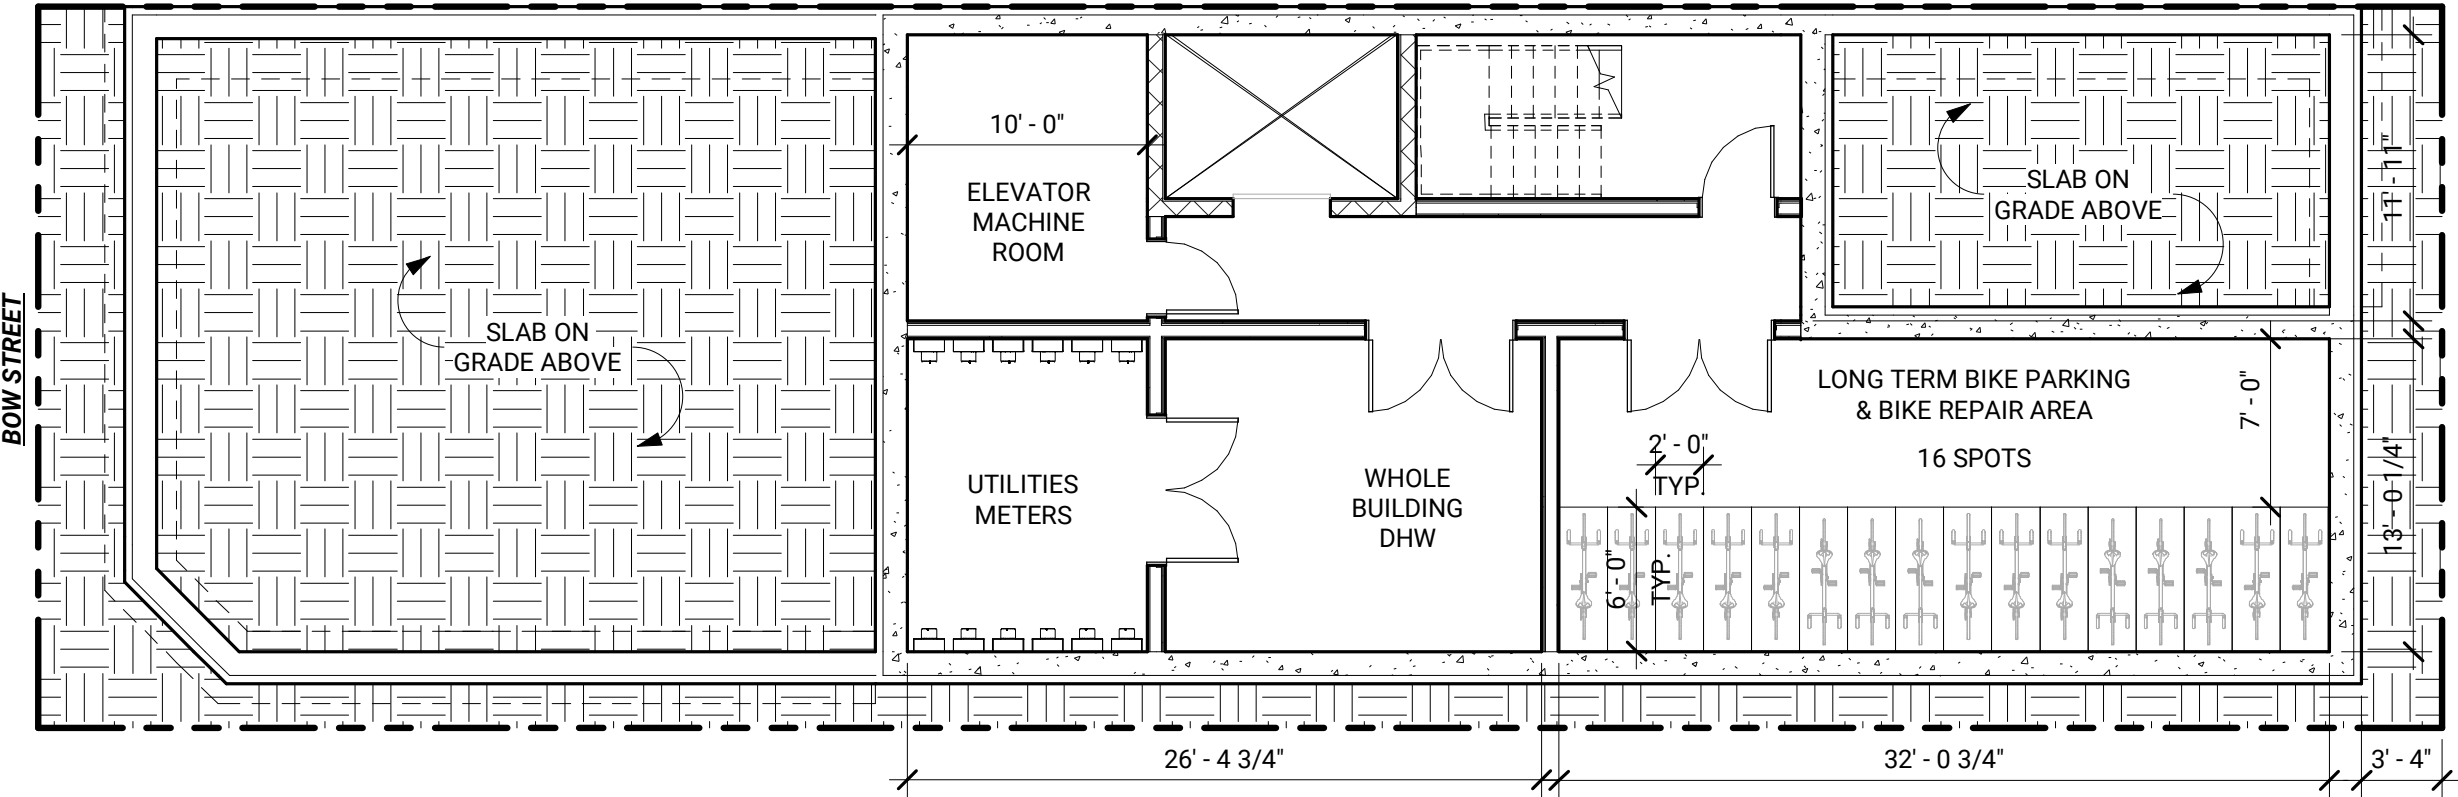 10' - 0"
ELEVATOR
MACHINE
ROOM
SLAB ON
GRADE ABOVE
11' - 11"
BOW STREET
SLAB ON
GRADE ABOVE
LONG TERM BIKE PARKING
& BIKE REPAIR AREA
16 SPOTS
7' - 0"
2' - 0"
TYP.
13' - 0 1/4"
UTILITIES
METERS
WHOLE
BUILDING
DHW
6' - 0"
TYP.
26' - 4 3/4"
32' - 0 3/4"
3' - 4"